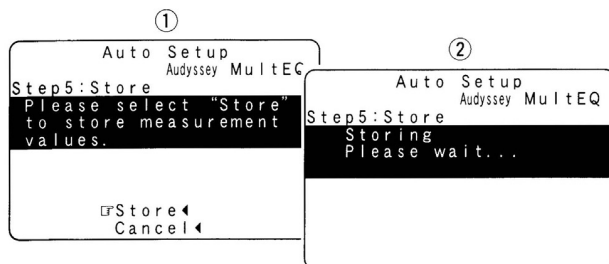 ①
Auto Setup
Audyssey MultEQ
Step5:Store
Please select “Store”
to store measurement
values.
☞Store◀
Cancel◀
②
Auto Setup
Audyssey MultEQ
Step5:Store
Storing
Please wait...